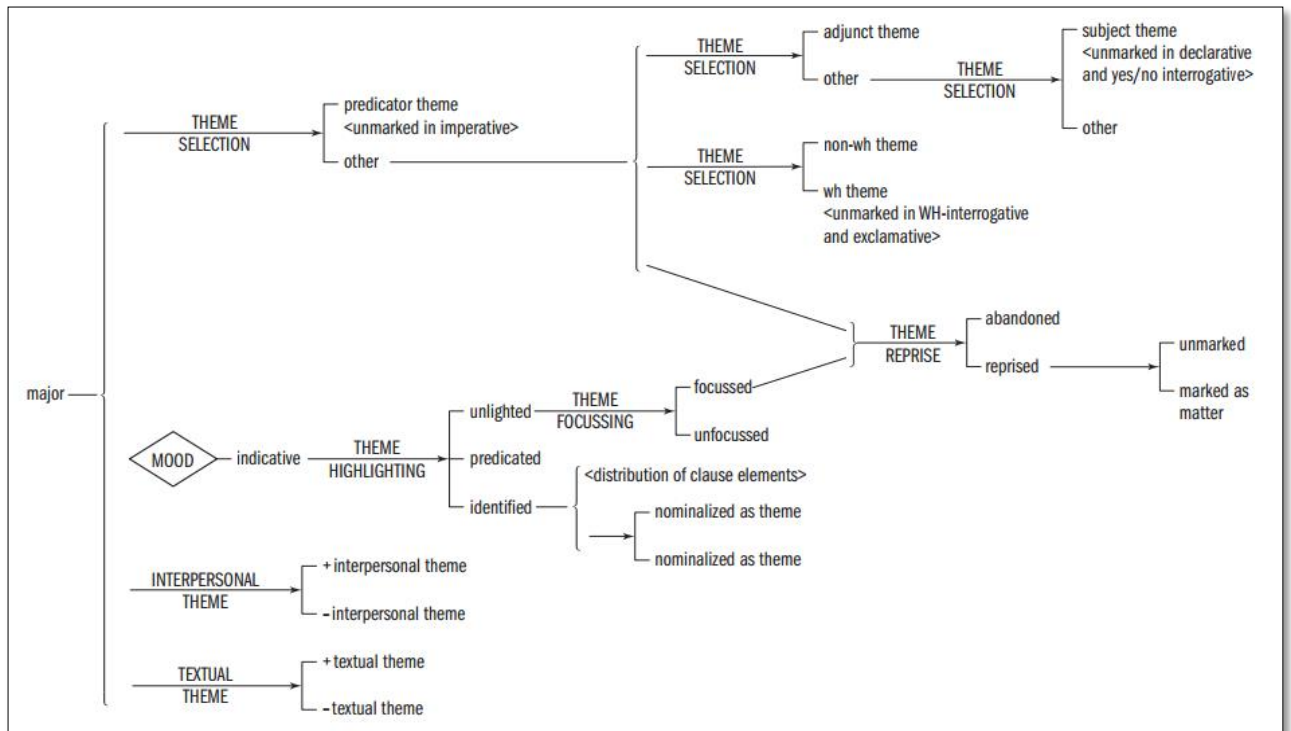 THEME
SELECTION
adjunct theme
other
THEME
SELECTION
subject theme
<unmarked in declarative
and yes/no interrogative>
other
THEME
SELECTION
predicator theme
<unmarked in imperative>
other
THEME
SELECTION
non-wh theme
wh theme
<unmarked in WH-interrogative
and exclamative>
major
THEME
REPRISE
abandoned
reprised
unmarked
marked as
matter
MOOD
indicative
THEME
HIGHLIGHTING
unlighted
THEME
FOCUSSING
focussed
unfocussed
predicated
identified
<distribution of clause elements>
nominalized as theme
nominalized as theme
INTERPERSONAL
THEME
+interpersonal theme
–interpersonal theme
TEXTUAL
THEME
+textual theme
–textual theme